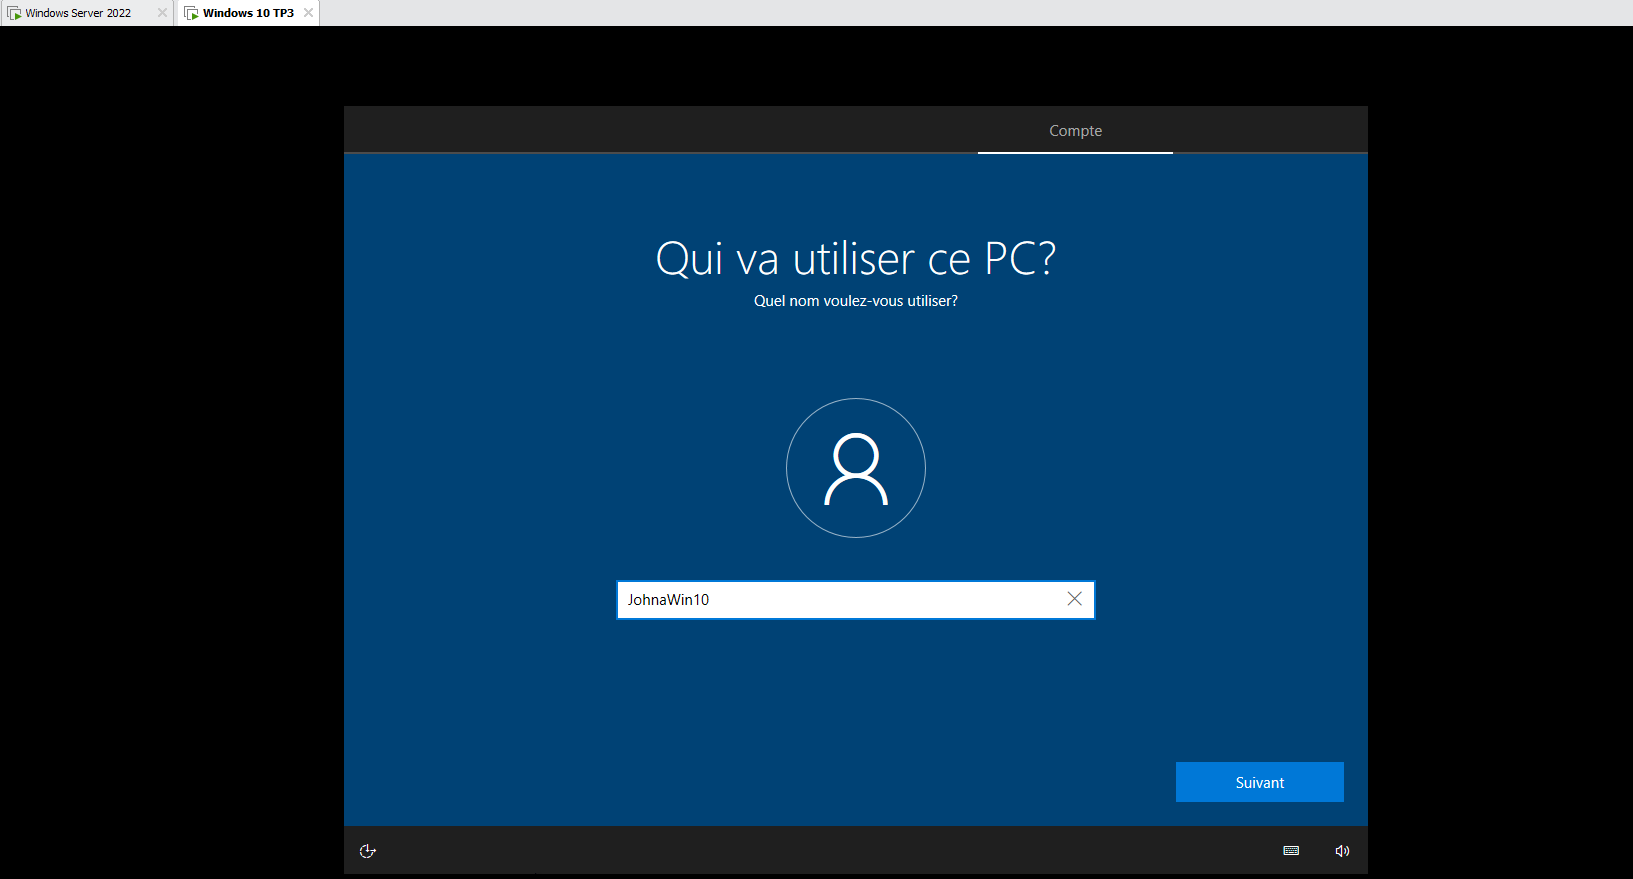 Windows Server 2022
Windows 10 TP3
Compte
Qui va utiliser ce PC?
Quel nom voulez-vous utiliser?
JohnaWin10
Suivant